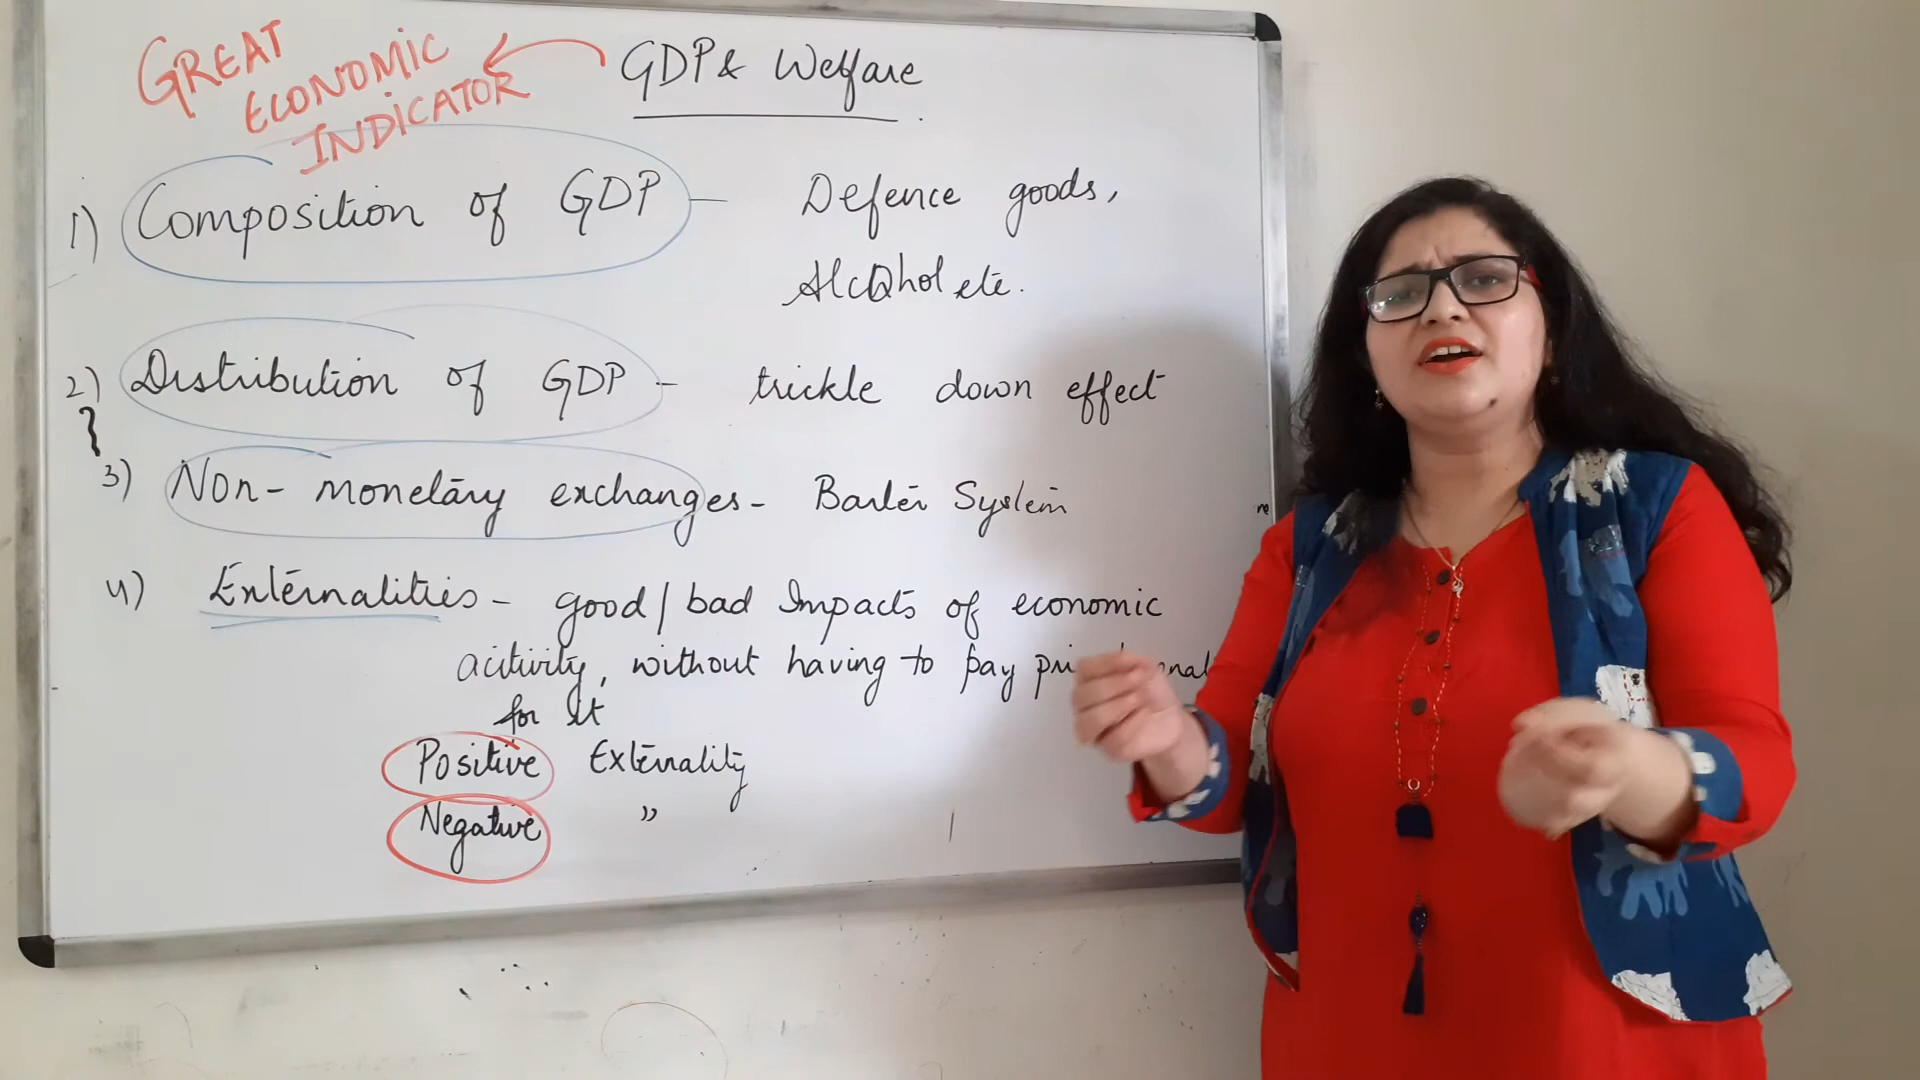 GREAT
ECONOMIC
INDICATOR
GDP & Welfare
1) Composition of GDP - Defence goods,
Alcohol etc.
2) Distribution of GDP - trickle down effect
3) Non-monetary exchanges - Barter System
4) Externalities - good/bad Impacts of economic
activity, without having to pay
for it
Positive Externality
Negative "